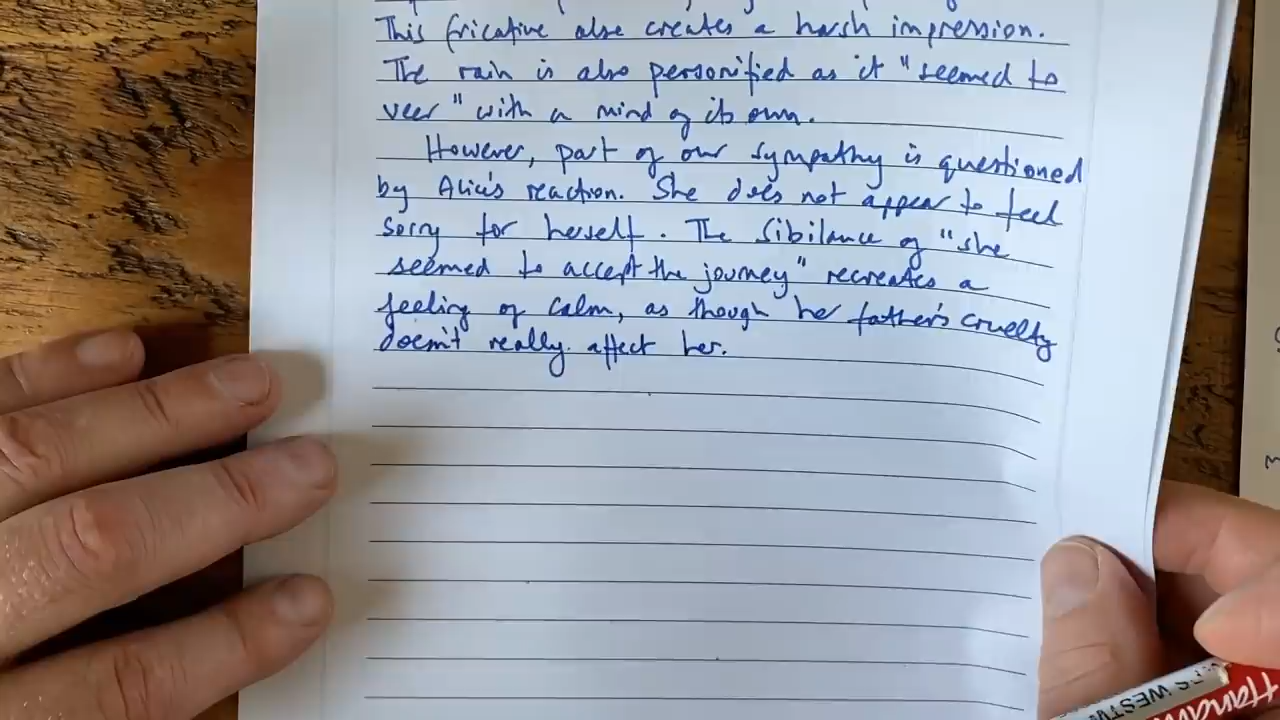 This fricative also creates a harsh impression.
The rain is also personified as it "seemed to
veer" with a mind of its own.
However, part of our sympathy is questioned
by Alice's reaction. She does not appear to feel
sorry for herself. The sibilance of "she
seemed to accept the journey" recreates a
feeling of calm, as though her father's cruelty
doesn't really affect her.